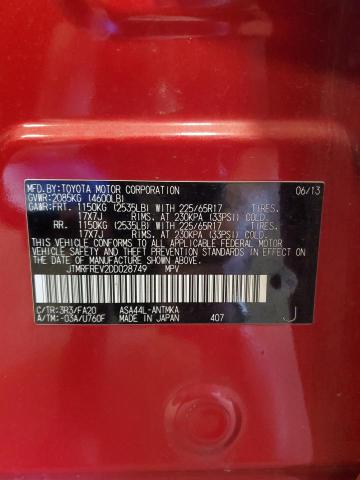 MFD.BY:TOYOTA MOTOR CORPORATION 06/13
GVWR:2085KG (4600LB)
GAWR:FRT. 1150KG (2535LB) WITH 225/65R17 TIRES.
17X7J RIMS. AT 230KPA (33PSI) COLD.
RR. 1150KG (2535LB) WITH 225/65R17 TIRES.
17X7J RIMS. AT 230KPA (33PSI) COLD.
THIS VEHICLE CONFORMS TO ALL APPLICABLE FEDERAL MOTOR
VEHICLE SAFETY AND THEFT PREVENTION STANDARDS IN EFFECT
ON THE DATE OF MANUFACTURE SHOWN ABOVE.
JTMRFREV2DD028749 MPV
C/TR:3R3/FA20 ASA44L-ANTMKA
A/TM:-03A/U760F MADE IN JAPAN 407 J